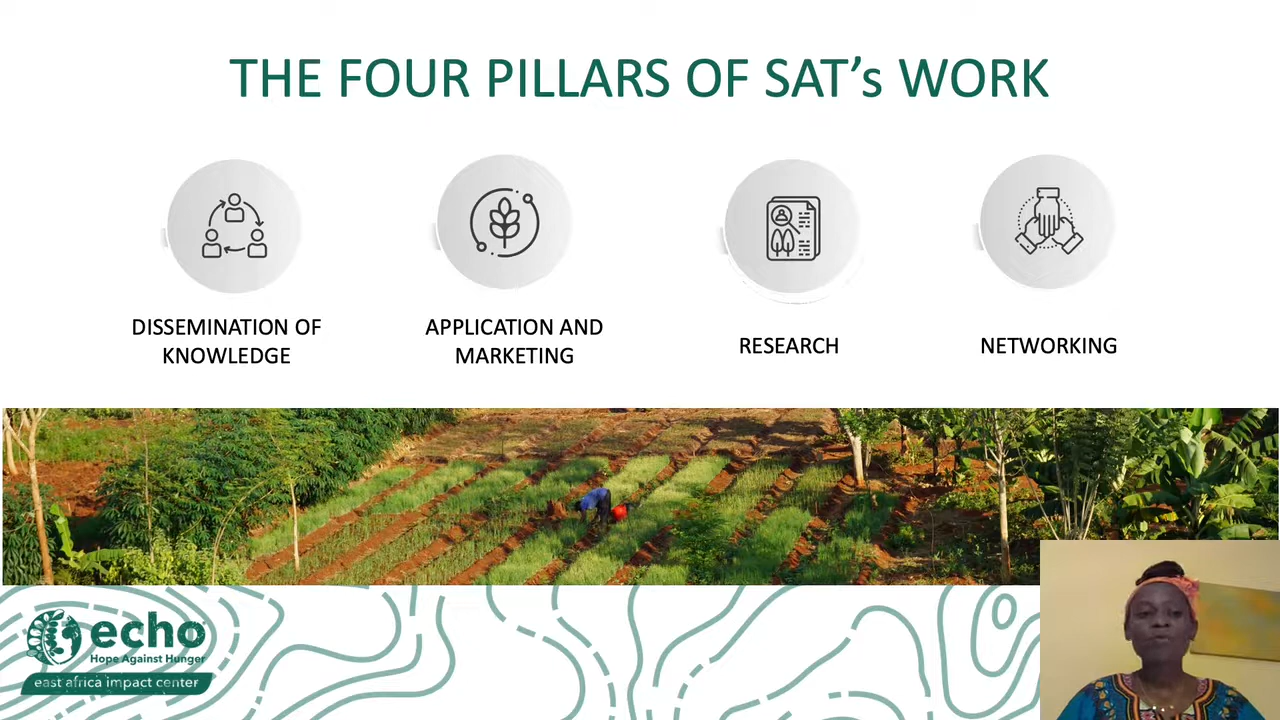 THE FOUR PILLARS OF SAT’s WORK
DISSEMINATION OF
KNOWLEDGE
APPLICATION AND
MARKETING
RESEARCH
NETWORKING
echo
Hope Against Hunger
east africa impact center